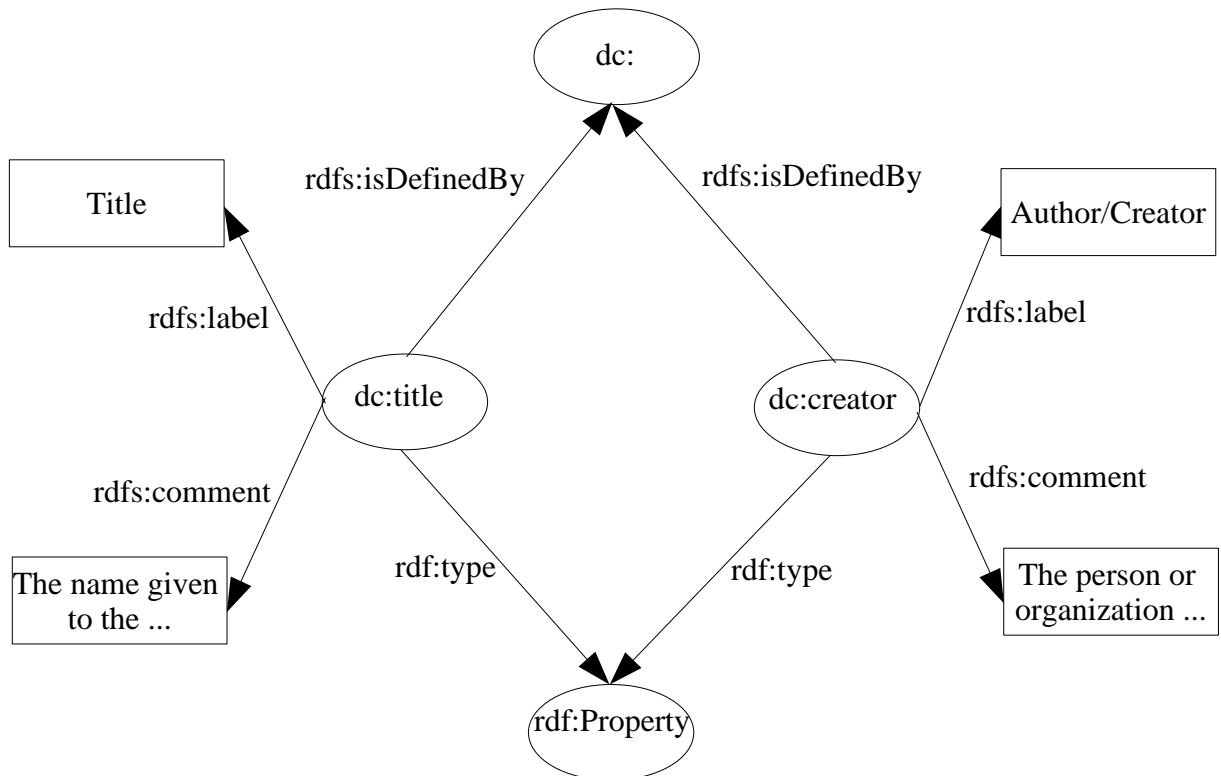 dc:
rdfs:isDefinedBy
rdfs:isDefinedBy
Title
Author/Creator
rdfs:label
rdfs:label
dc:title
dc:creator
rdfs:comment
rdfs:comment
rdf:type
rdf:type
The name given
to the ...
The person or
organization ...
rdf:Property